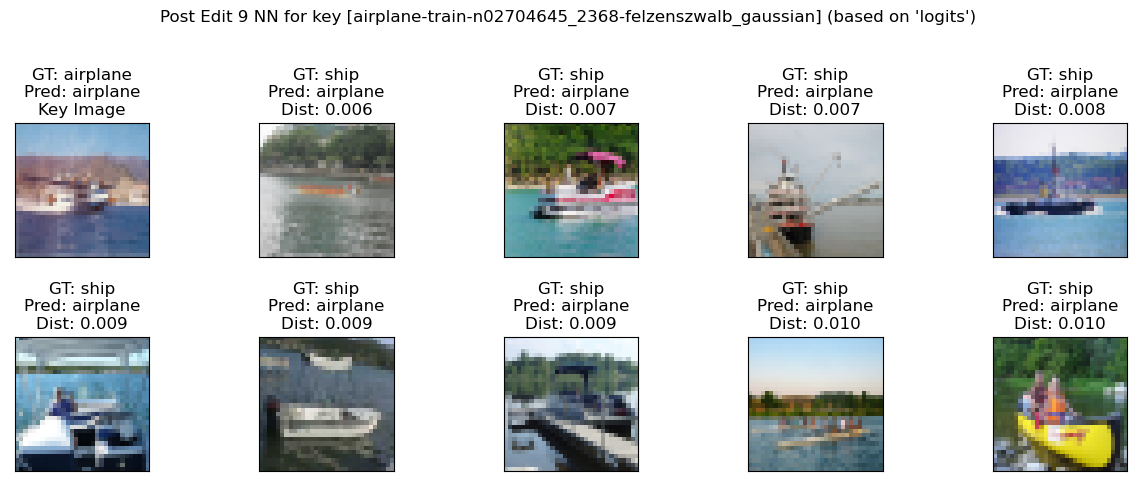 Post Edit 9 NN for key [airplane-train-n02704645_2368-felzenszwalb_gaussian] (based on 'logits')
GT: airplane
Pred: airplane
Key Image
GT: ship
Pred: airplane
Dist: 0.006
GT: ship
Pred: airplane
Dist: 0.007
GT: ship
Pred: airplane
Dist: 0.007
GT: ship
Pred: airplane
Dist: 0.008
GT: ship
Pred: airplane
Dist: 0.009
GT: ship
Pred: airplane
Dist: 0.009
GT: ship
Pred: airplane
Dist: 0.009
GT: ship
Pred: airplane
Dist: 0.010
GT: ship
Pred: airplane
Dist: 0.010